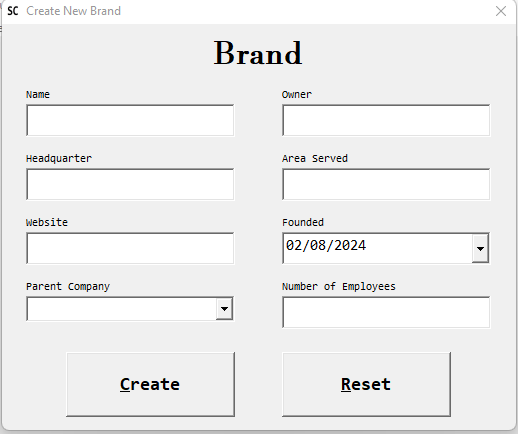 SC Create New Brand
Brand
Name
Owner
Headquarter
Area Served
Website
Founded
02/08/2024
Parent Company
Number of Employees
Create
Reset